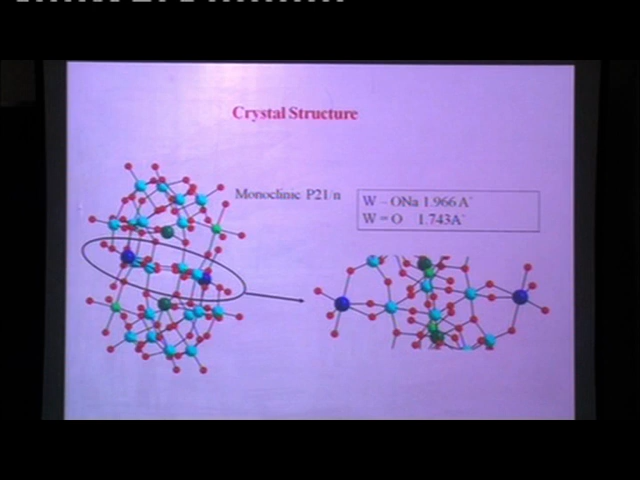 Crystal Structure
Monoclinic P21/n
W – ONa 1.966 A°
W = O 1.743A°